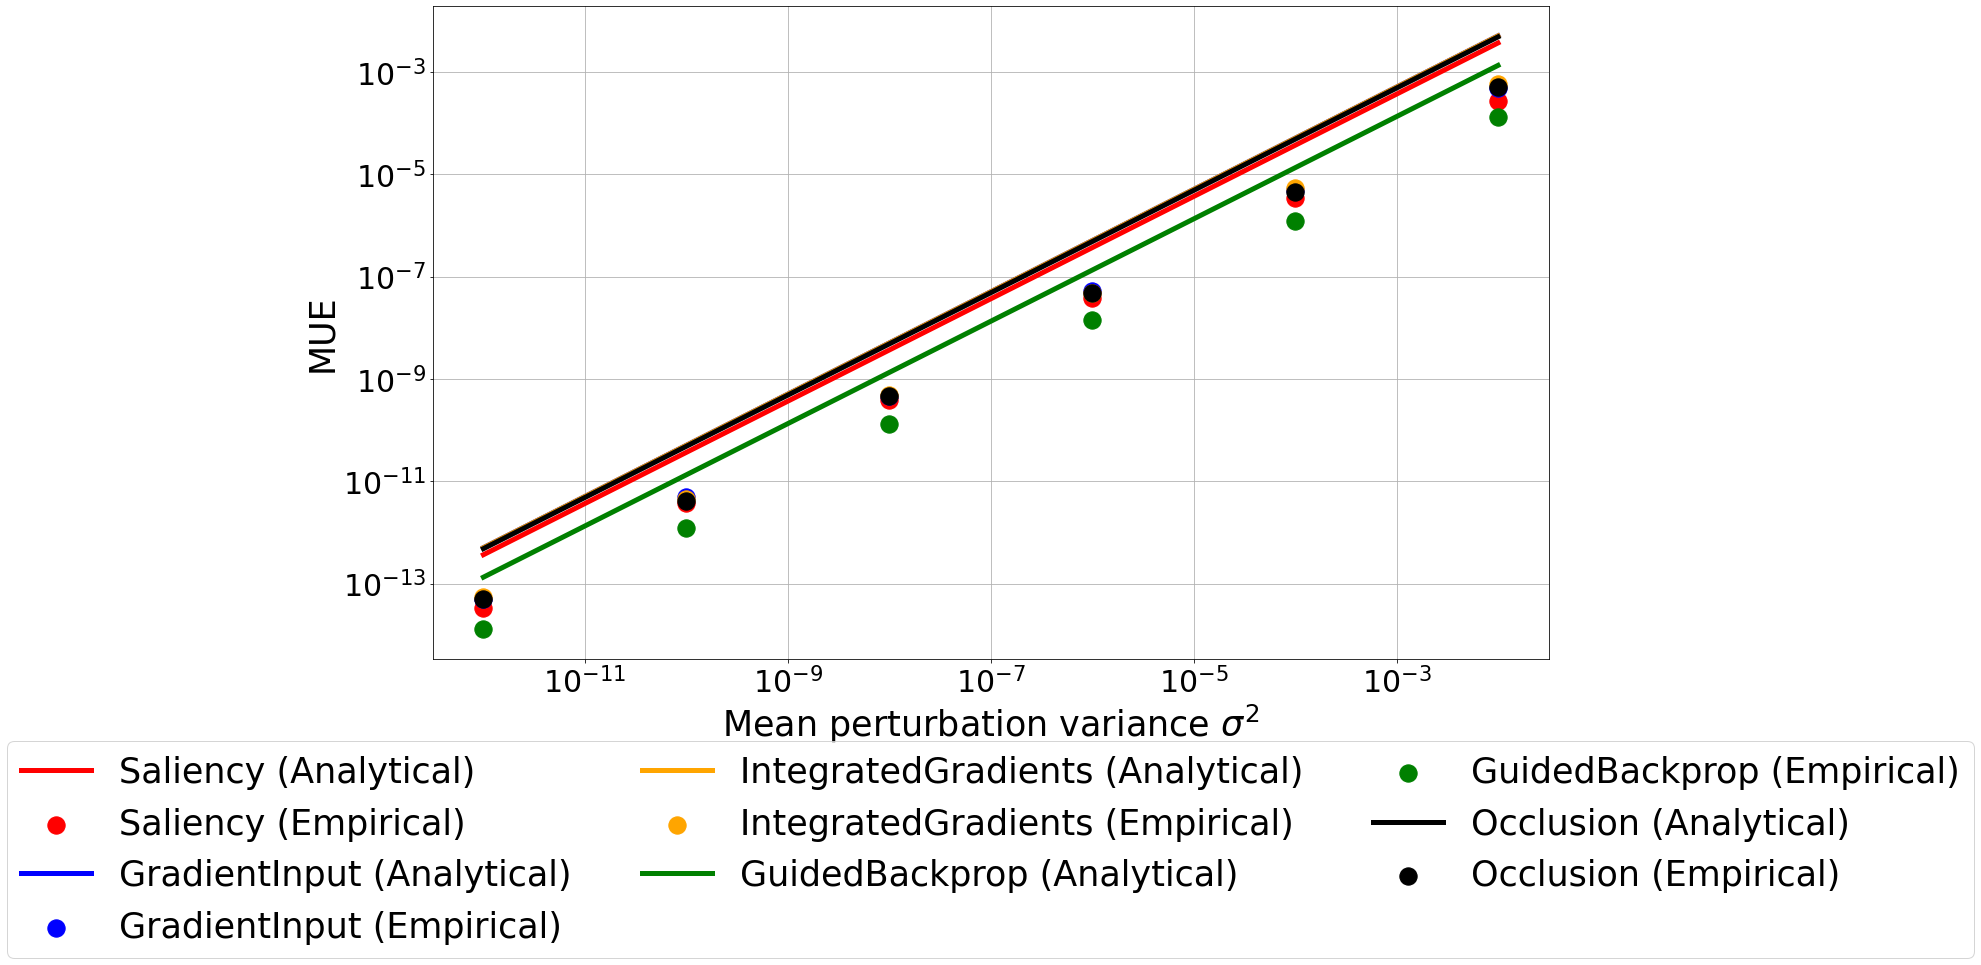 10⁻³
10⁻⁵
10⁻⁷
10⁻⁹
10⁻¹¹
10⁻¹³
MUE
10⁻¹¹ 10⁻⁹ 10⁻⁷ 10⁻⁵ 10⁻³
Mean perturbation variance σ²
Saliency (Analytical)
Saliency (Empirical)
GradientInput (Analytical)
GradientInput (Empirical)
IntegratedGradients (Analytical)
IntegratedGradients (Empirical)
GuidedBackprop (Analytical)
GuidedBackprop (Empirical)
Occlusion (Analytical)
Occlusion (Empirical)